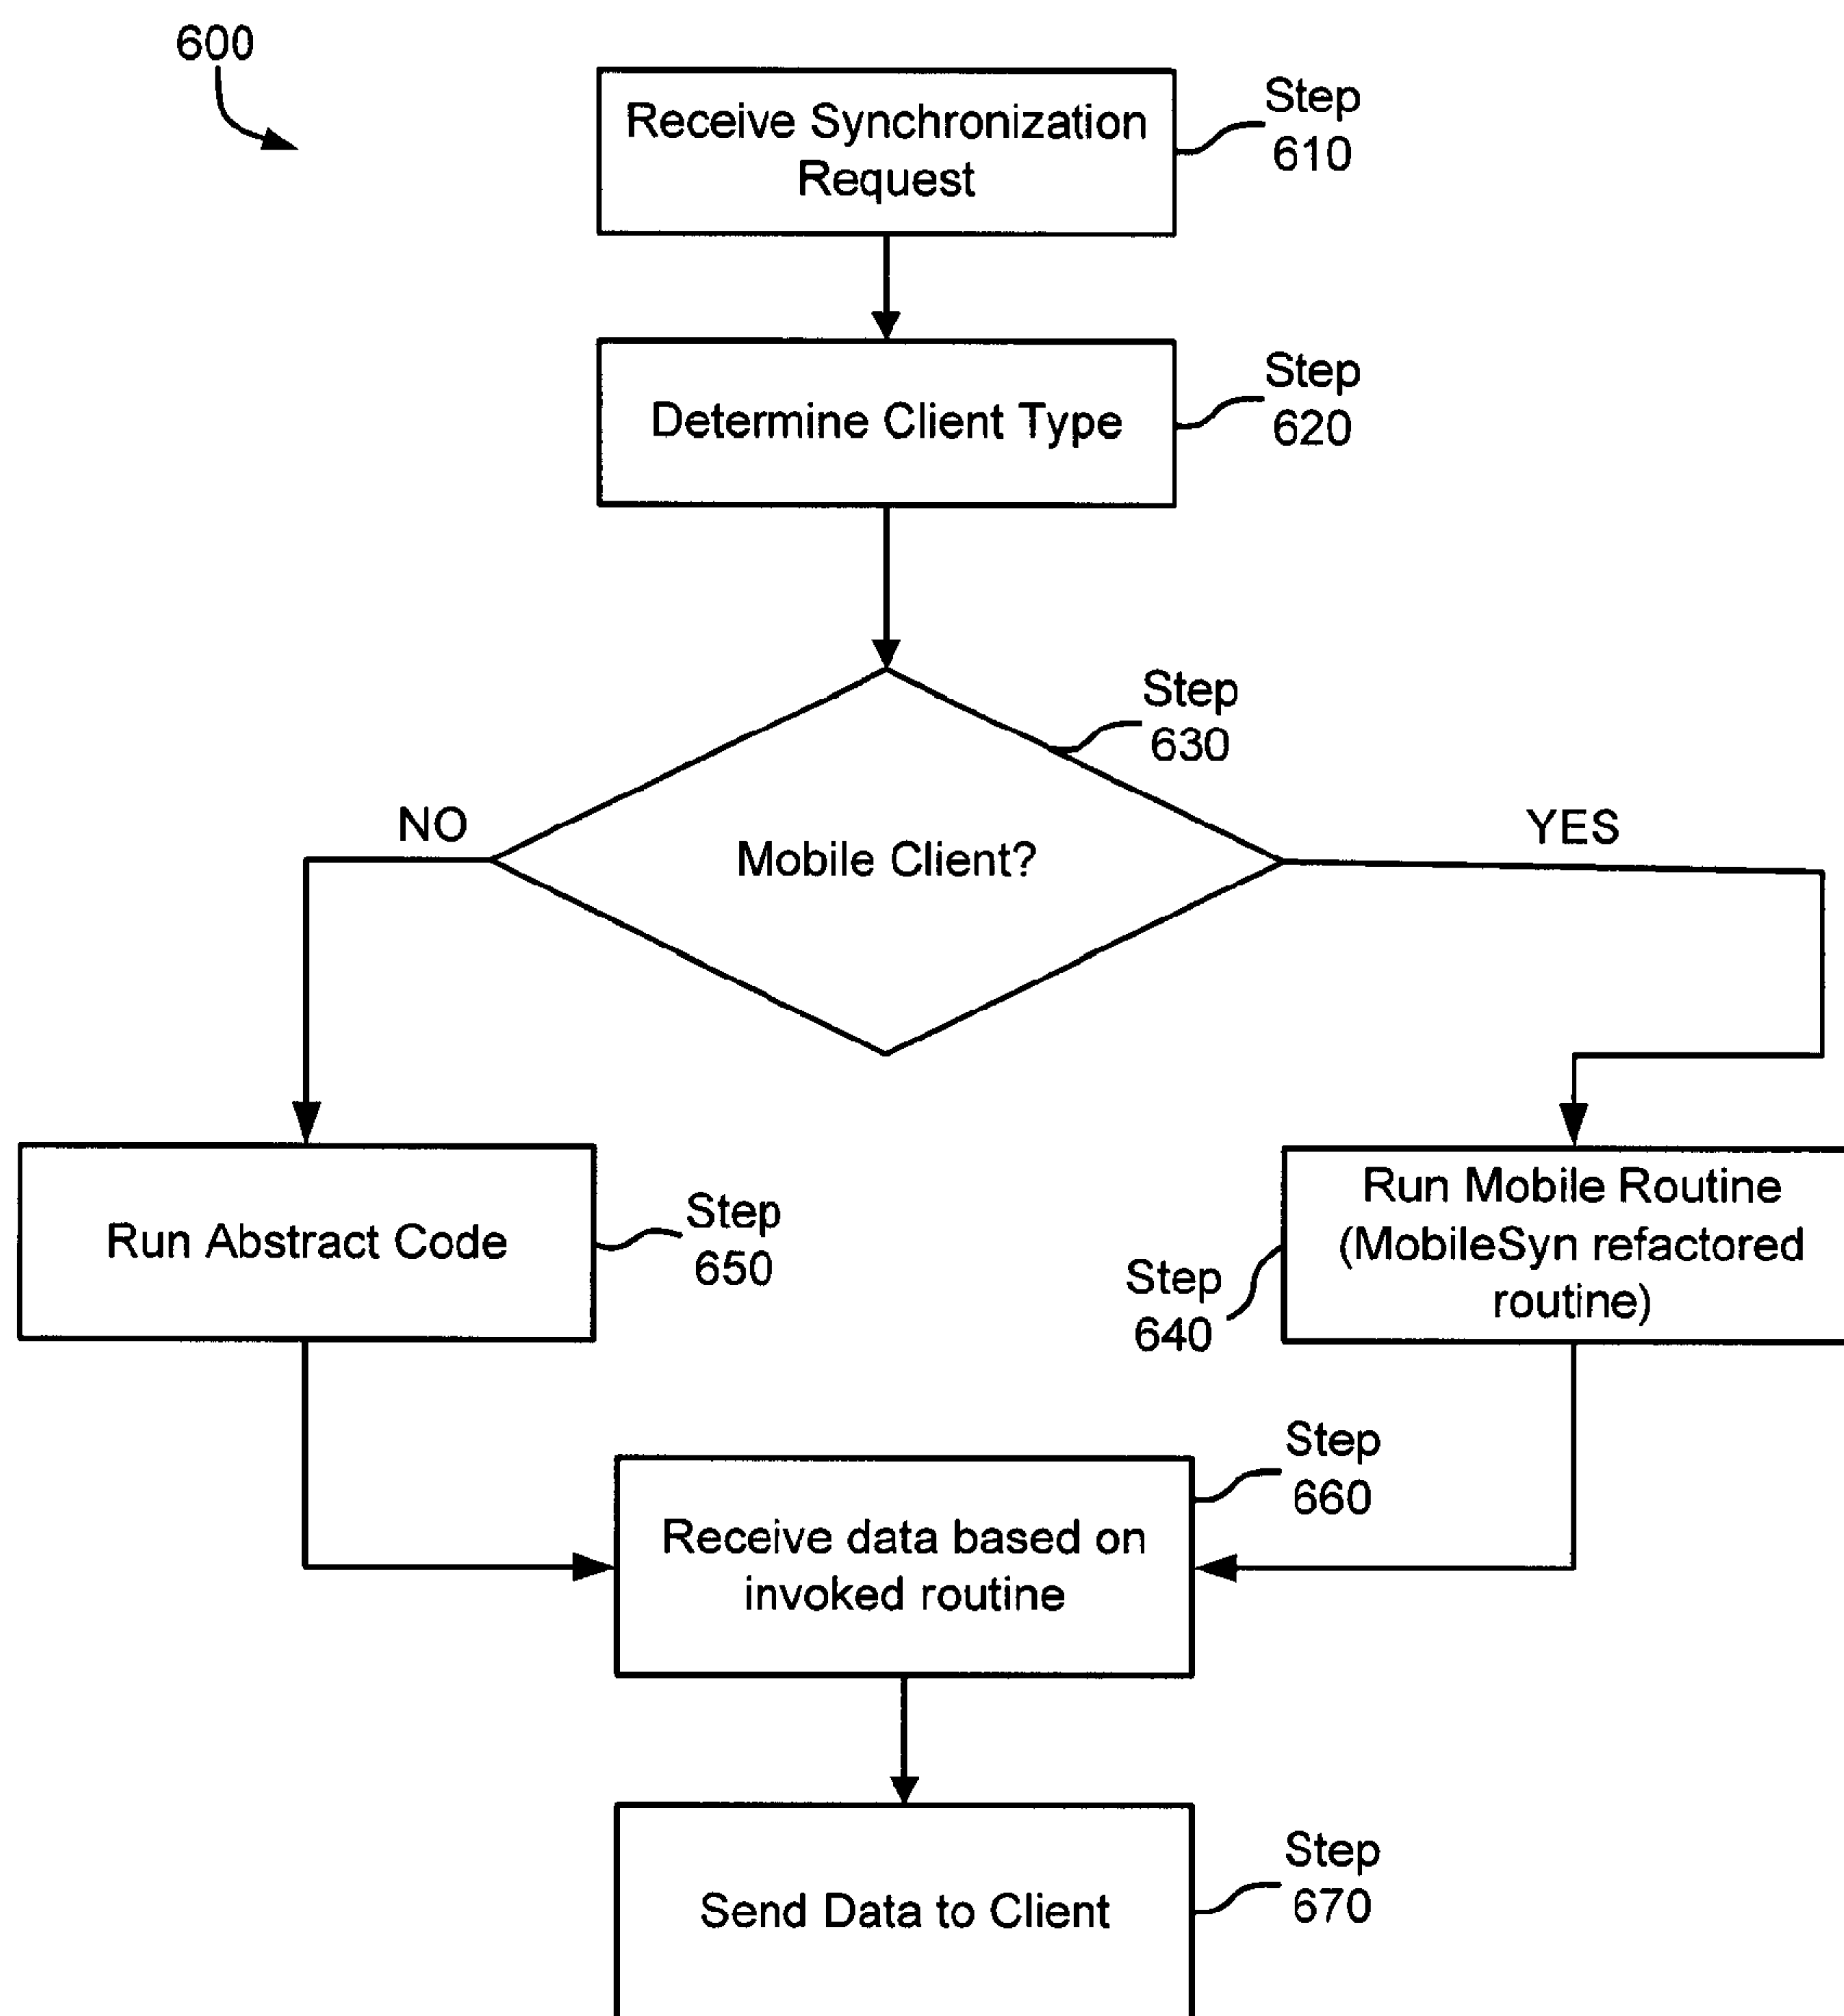 600
Receive Synchronization
Request
Step
610
Determine Client Type
Step
620
Step
630
NO
Mobile Client?
YES
Run Abstract Code
Step
650
Run Mobile Routine
(MobileSyn refactored
routine)
Step
640
Step
660
Receive data based on
invoked routine
Step
670
Send Data to Client